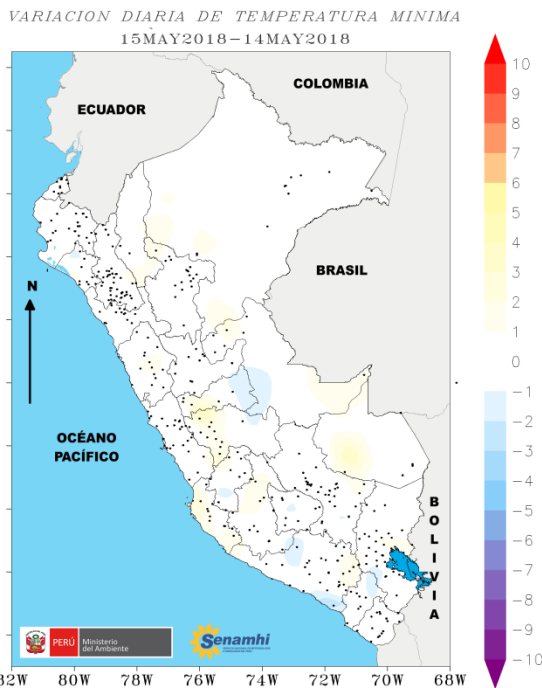 VARIACION DIARIA DE TEMPERATURA MINIMA
15MAY2018−14MAY2018
COLOMBIA
ECUADOR
BRASIL
N
OCÉANO
PACÍFICO
BOLIVIA
10
9
8
7
6
5
4
3
2
1
0
−1
−2
−3
−4
−5
−6
−7
−8
−9
−10
PERÚ
Ministerio
del Ambiente
Senamhi
82W 80W 78W 76W 74W 72W 70W 68W